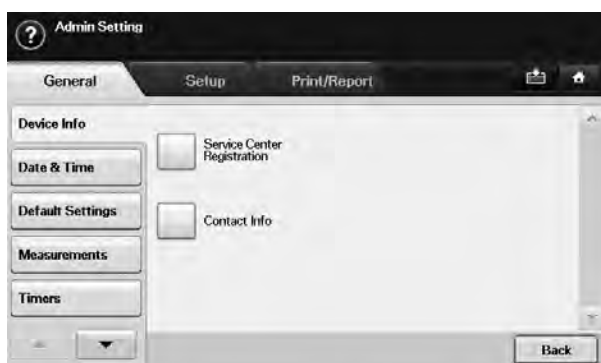 ? Admin Setting
General Setup Print/Report
Device Info
Date & Time
Default Settings
Measurements
Timers
Service Center
Registration
Contact Info
Back